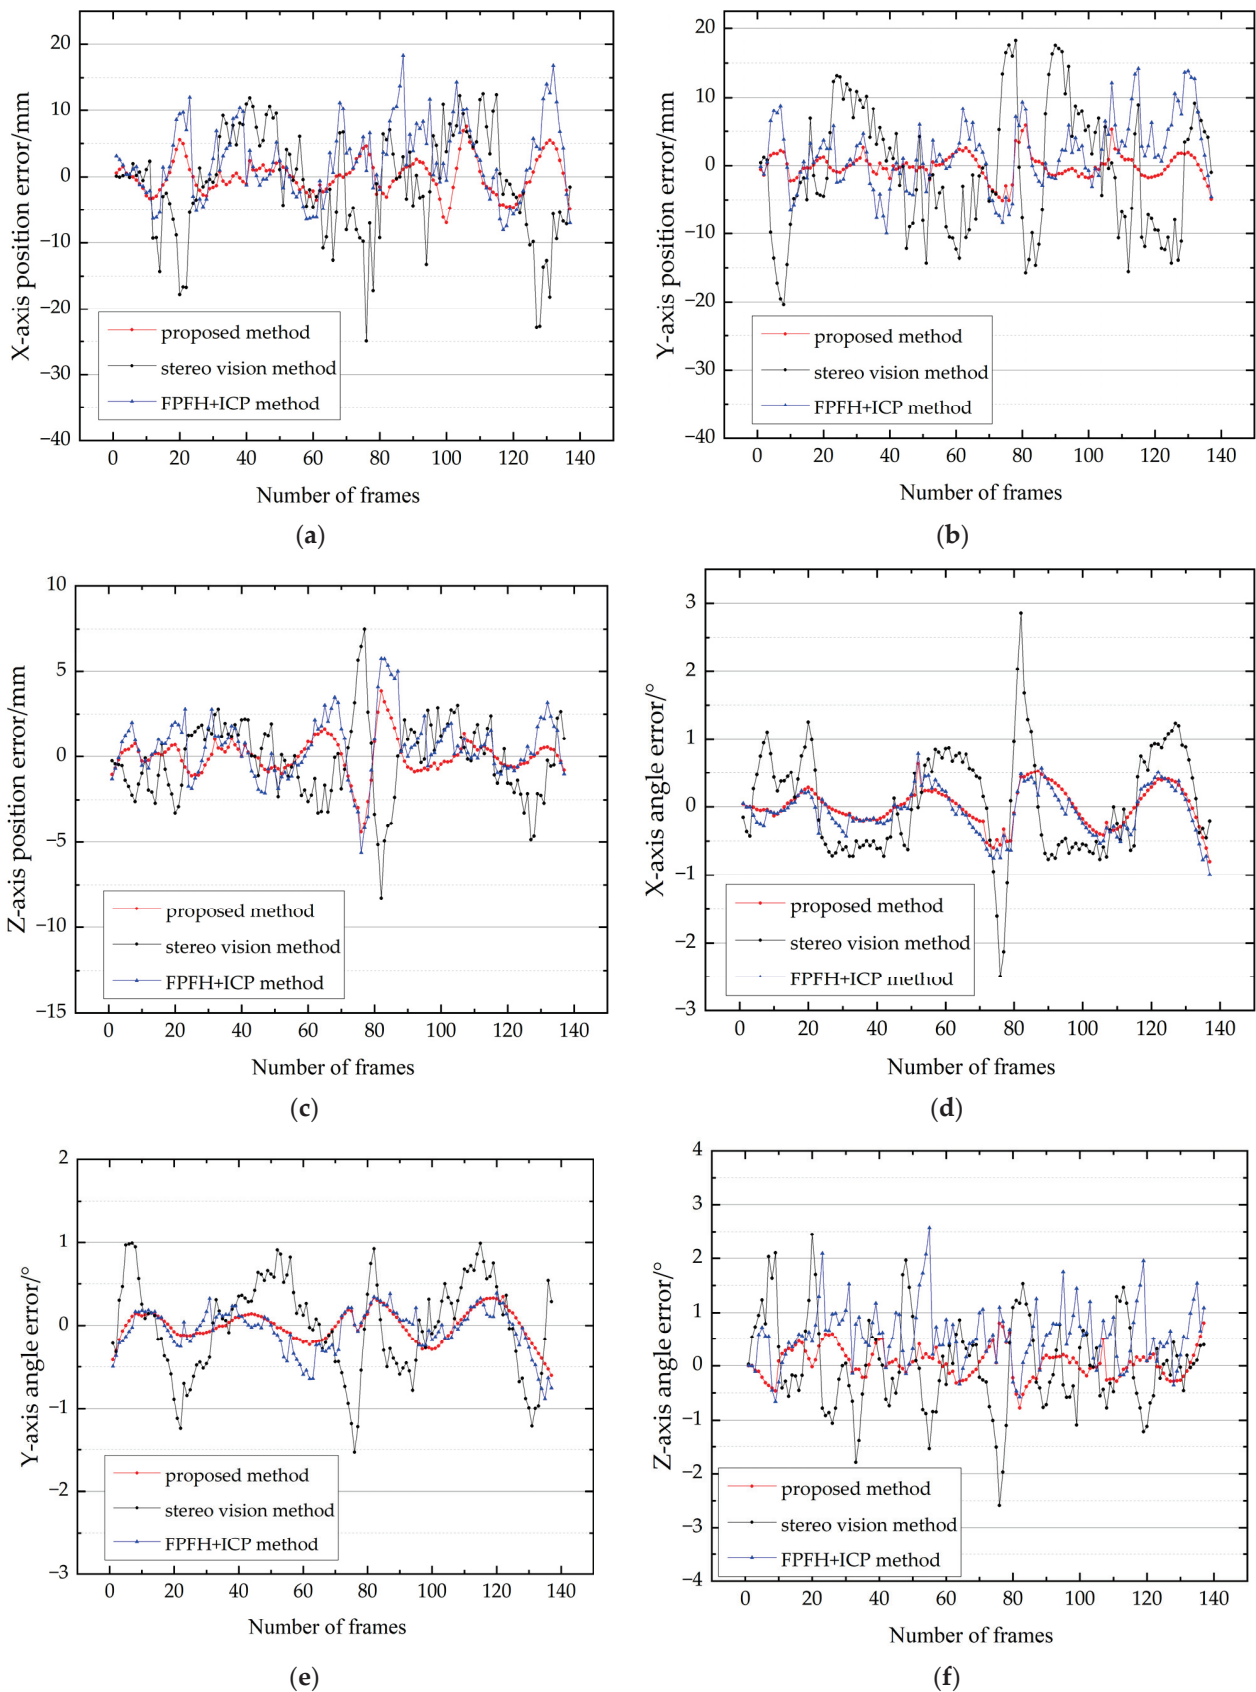 20
10
0
−10
−20
−30
−40
X-axis position error/mm
proposed method
stereo vision method
FPFH+ICP method
0 20 40 60 80 100 120 140
Number of frames
(a)
20
10
0
−10
−20
−30
−40
Y-axis position error/mm
proposed method
stereo vision method
FPFH+ICP method
0 20 40 60 80 100 120 140
Number of frames
(b)
10
5
0
−5
−10
−15
Z-axis position error/mm
proposed method
stereo vision method
FPFH+ICP method
0 20 40 60 80 100 120 140
Number of frames
(c)
3
2
1
0
−1
−2
−3
X-axis angle error/°
proposed method
stereo vision method
FPFH+ICP method
0 20 40 60 80 100 120 140
Number of frames
(d)
2
1
0
−1
−2
−3
Y-axis angle error/°
proposed method
stereo vision method
FPFH+ICP method
0 20 40 60 80 100 120 140
Number of frames
(e)
4
3
2
1
0
−1
−2
−3
−4
Z-axis angle error/°
proposed method
stereo vision method
FPFH+ICP method
0 20 40 60 80 100 120 140
Number of frames
(f)